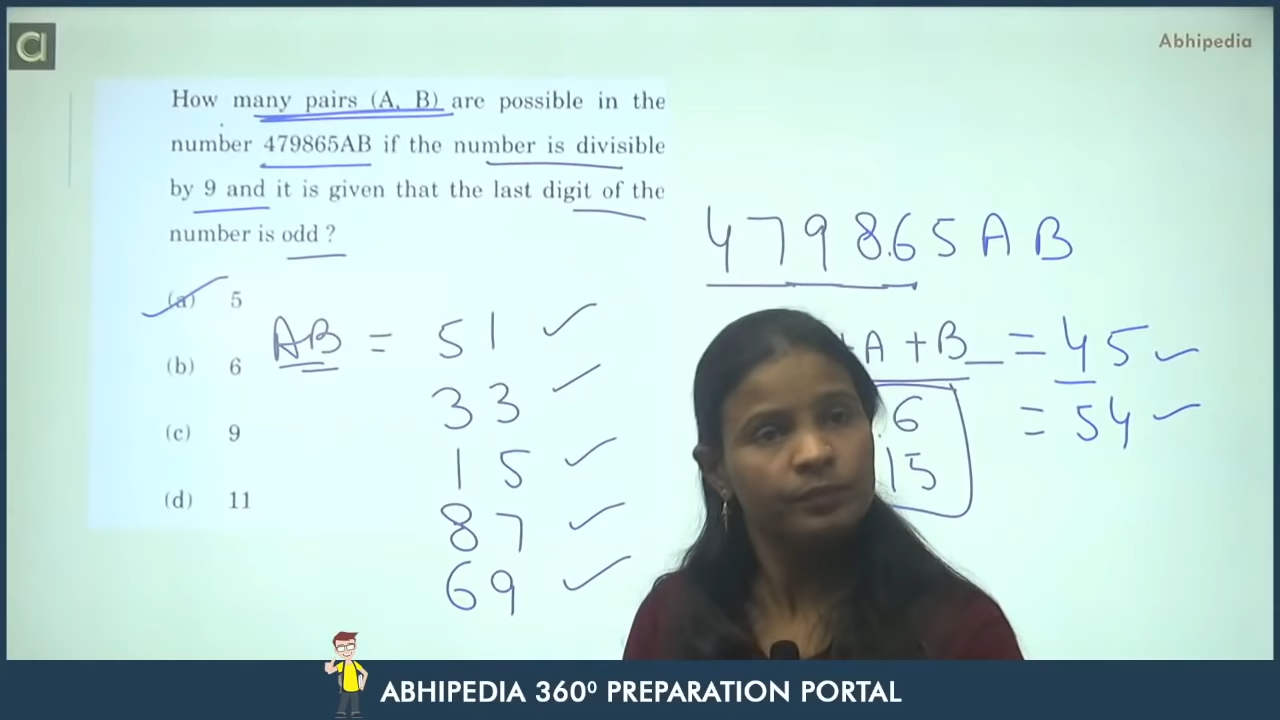 Abhipedia
How many pairs (A, B) are possible in the
number 479865AB if the number is divisible
by 9 and it is given that the last digit of the
number is odd ?
(a) 5
(b) 6
(c) 9
(d) 11
AB = 51
33
15
87
69
479865AB
+A +B = 45
6 = 54
15
ABHIPEDIA 360⁰ PREPARATION PORTAL